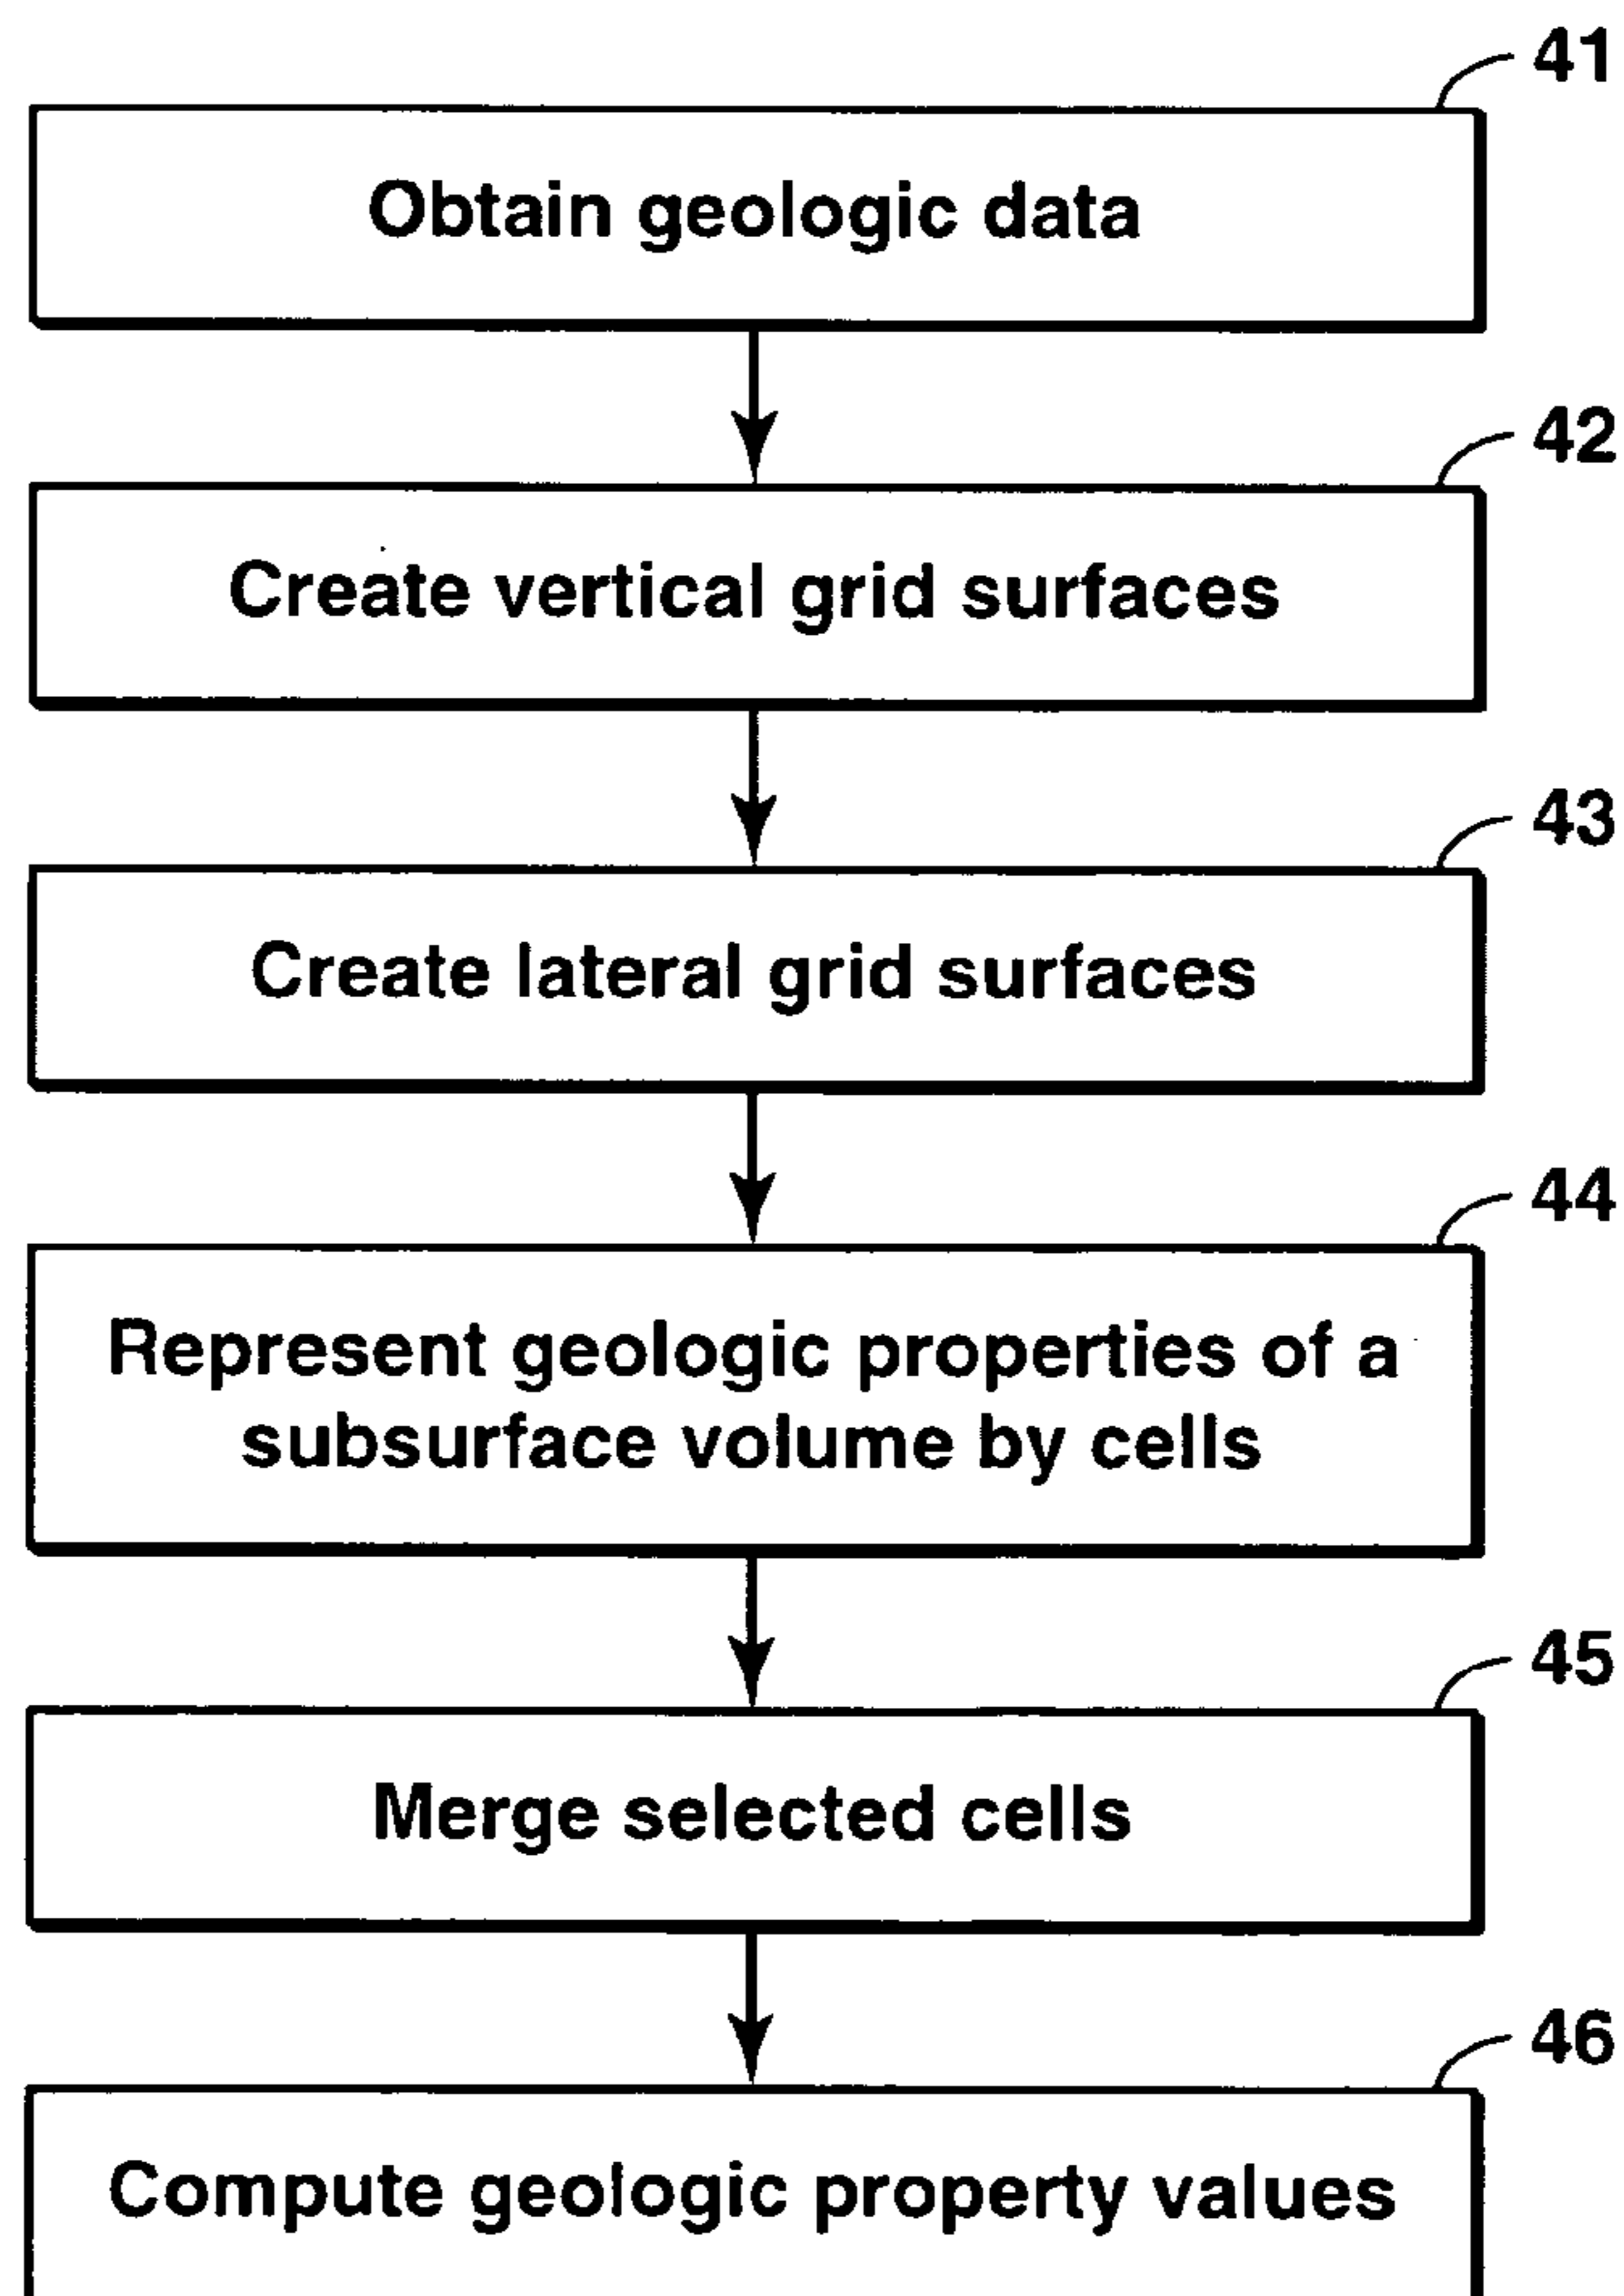 41
Obtain geologic data
42
Create vertical grid surfaces
43
Create lateral grid surfaces
44
Represent geologic properties of a
subsurface volume by cells
45
Merge selected cells
46
Compute geologic property values